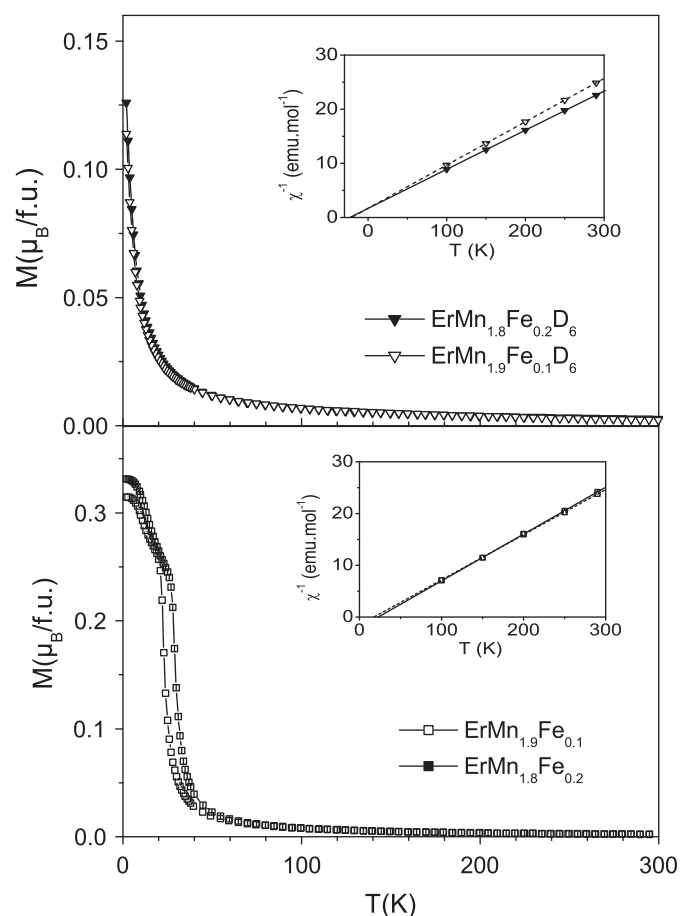 0.15
0.10
0.05
0.00
M(μB/f.u.)
30
20
10
0
χ-1 (emu.mol-1)
0 100 200 300
T (K)
ErMn1.8Fe0.2D6
ErMn1.9Fe0.1D6
0.3
0.2
0.1
0.0
M(μB/f.u.)
30
20
10
0
χ-1 (emu.mol-1)
0 100 200 300
T (K)
ErMn1.9Fe0.1
ErMn1.8Fe0.2
0 100 200 300
T(K)